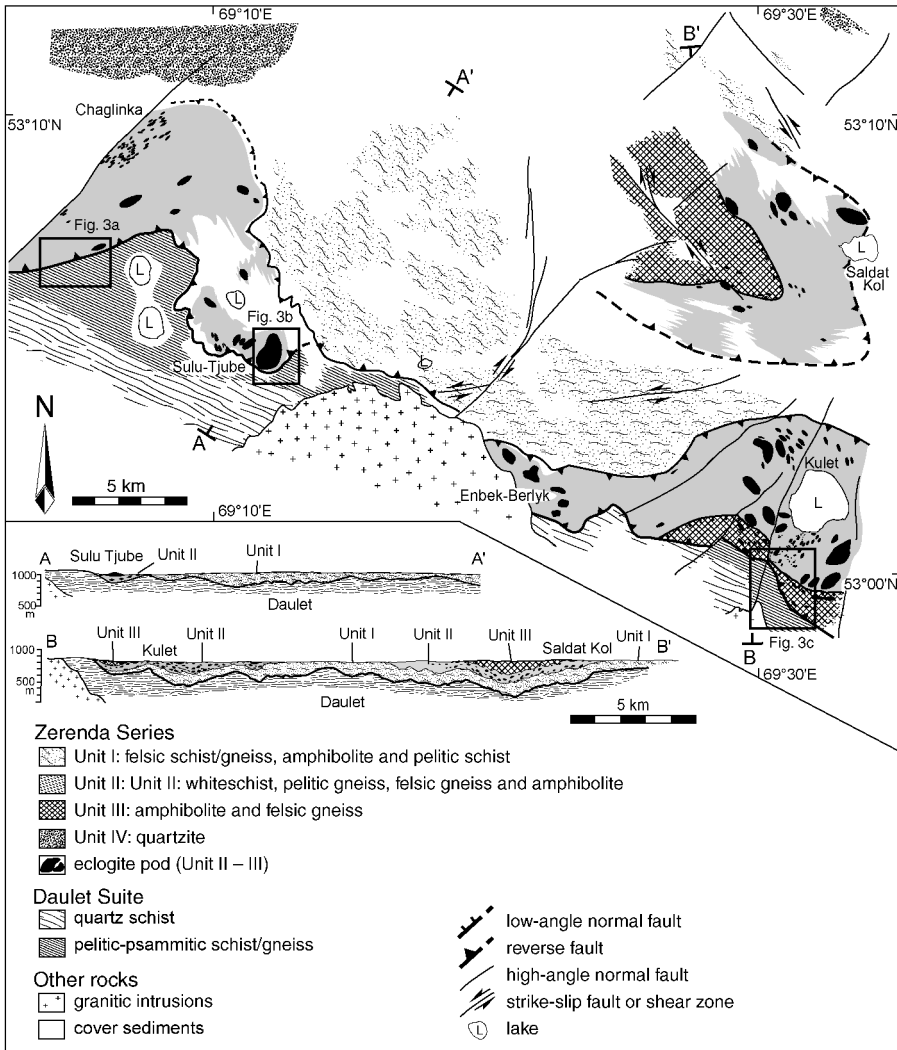 69°10'E
69°30'E
B'
A'
Chaglinka
53°10'N
53°10'N
Fig. 3a
L
L
L
L
Saldat
Kol
Fig. 3b
Sulu-Tjube
N
A
5 km
Enbek-Berlyk
Kulet
L
69°10'E
53°00'N
B
Fig. 3c
69°30'E
A
Sulu Tjube
Unit II
Unit I
A'
1000
500
m
Daulet
B
Unit III
Kulet
Unit II
Unit I
Unit II
Unit III
Saldat Kol
Unit I
B'
1000
500
m
Daulet
5 km
Zerenda Series
Unit I: felsic schist/gneiss, amphibolite and pelitic schist
Unit II: Unit II: whiteschist, pelitic gneiss, felsic gneiss and amphibolite
Unit III: amphibolite and felsic gneiss
Unit IV: quartzite
eclogite pod (Unit II – III)
Daulet Suite
quartz schist
pelitic-psammitic schist/gneiss
Other rocks
granitic intrusions
cover sediments
low-angle normal fault
reverse fault
high-angle normal fault
strike-slip fault or shear zone
L
lake